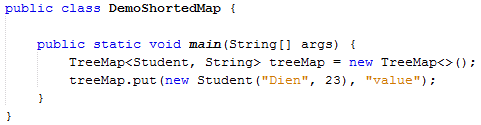 public class DemoShortedMap {
public static void main(String[] args) {
TreeMap<Student, String> treeMap = new TreeMap<>();
treeMap.put(new Student("Dien", 23), "value");
}
}